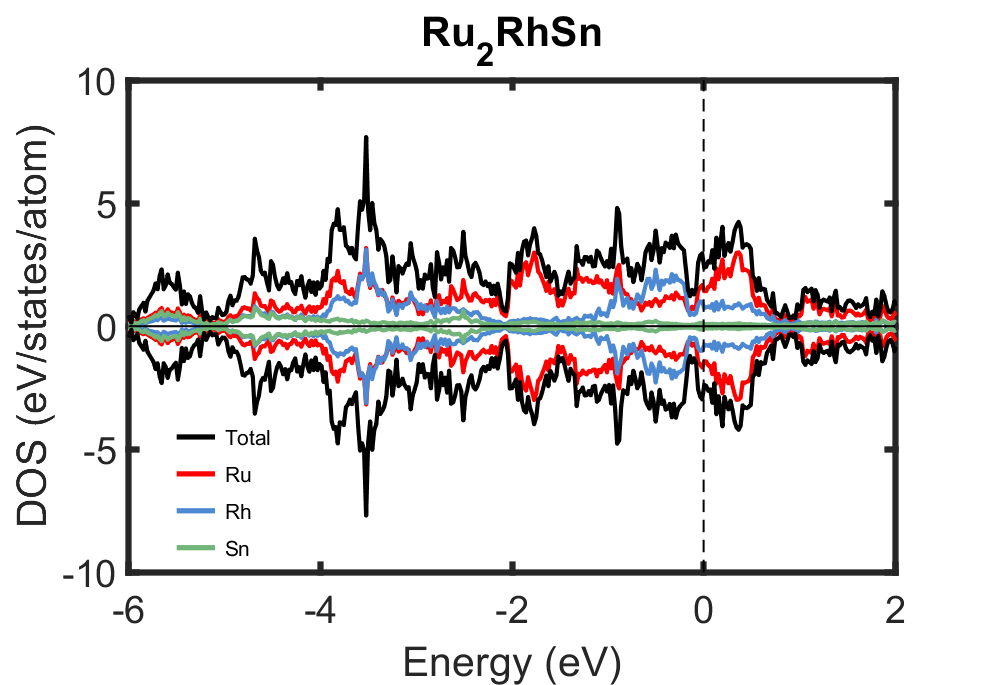 Ru2RhSn
10
5
0
-5
-10
DOS (eV/states/atom)
Total
Ru
Rh
Sn
-6 -4 -2 0 2
Energy (eV)